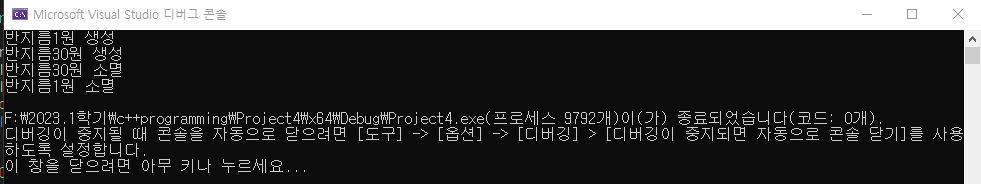 Microsoft Visual Studio 디버그 콘솔
반지름1원 생성
반지름30원 생성
반지름30원 소멸
반지름1원 소멸
F:₩2023.1학기₩c++programming₩Project4₩x64₩Debug₩Project4.exe(프로세스 9792개)이(가) 종료되었습니다(코드: 0개).
디버깅이 중지될 때 콘솔을 자동으로 닫으려면 [도구] -> [옵션] -> [디버깅] > [디버깅이 중지되면 자동으로 콘솔 닫기]를 사용
하도록 설정합니다.
이 창을 닫으려면 아무 키나 누르세요...